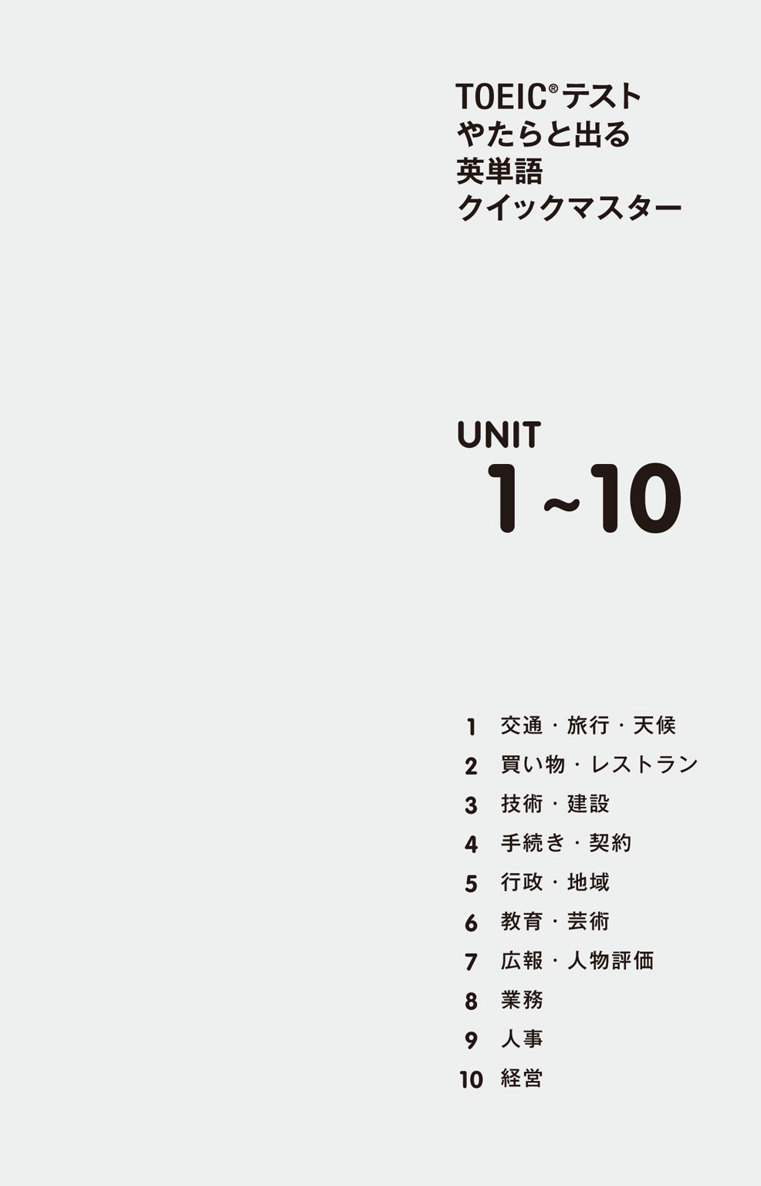 TOEIC®テスト
やたらと出る
英単語
クイックマスター
UNIT
1~10
1 交通・旅行・天候
2 買い物・レストラン
3 技術・建設
4 手続き・契約
5 行政・地域
6 教育・芸術
7 広報・人物評価
8 業務
9 人事
10 経営